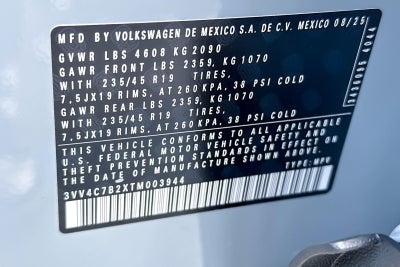 MFD BY VOLKSWAGEN DE MEXICO S.A. DE C.V. MEXICO 08/25
GVWR LBS 4608 KG 2090
GAWR FRONT LBS 2359, KG1070
WITH 235/45 R19 TIRES,
7.5JX19 RIMS, AT 260 KPA, 38 PSI COLD
GAWR REAR LBS 2359, KG1070
WITH 235/45 R19 TIRES,
7.5JX19 RIMS, AT 260 KPA, 38 PSI COLD
THIS VEHICLE CONFORMS TO ALL APPLICABLE
U.S. FEDERAL MOTOR VEHICLE SAFETY AND
THEFT PREVENTION STANDARDS IN EFFECT ON
THE DATE OF MANUFACTURE SHOWN ABOVE.
3VV4C7B2XTM003944 TYPE: MPV